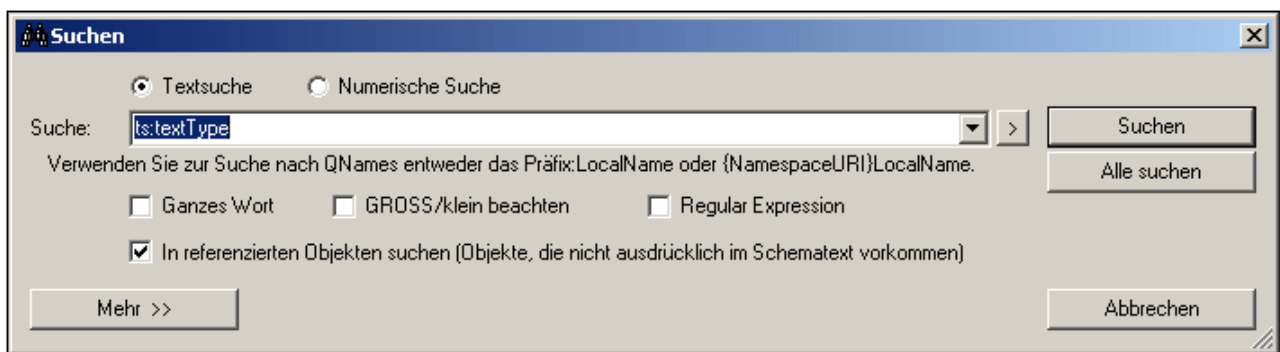 Suchen
Textsuche Numerische Suche
Suche: ts:textType > Suchen
Verwenden Sie zur Suche nach QNames entweder das Präfix:LocalName oder {NamespaceURI}LocalName.
Alle suchen
Ganzes Wort GROSS/klein beachten Regular Expression
In referenzierten Objekten suchen (Objekte, die nicht ausdrücklich im Schematext vorkommen)
Mehr >> Abbrechen